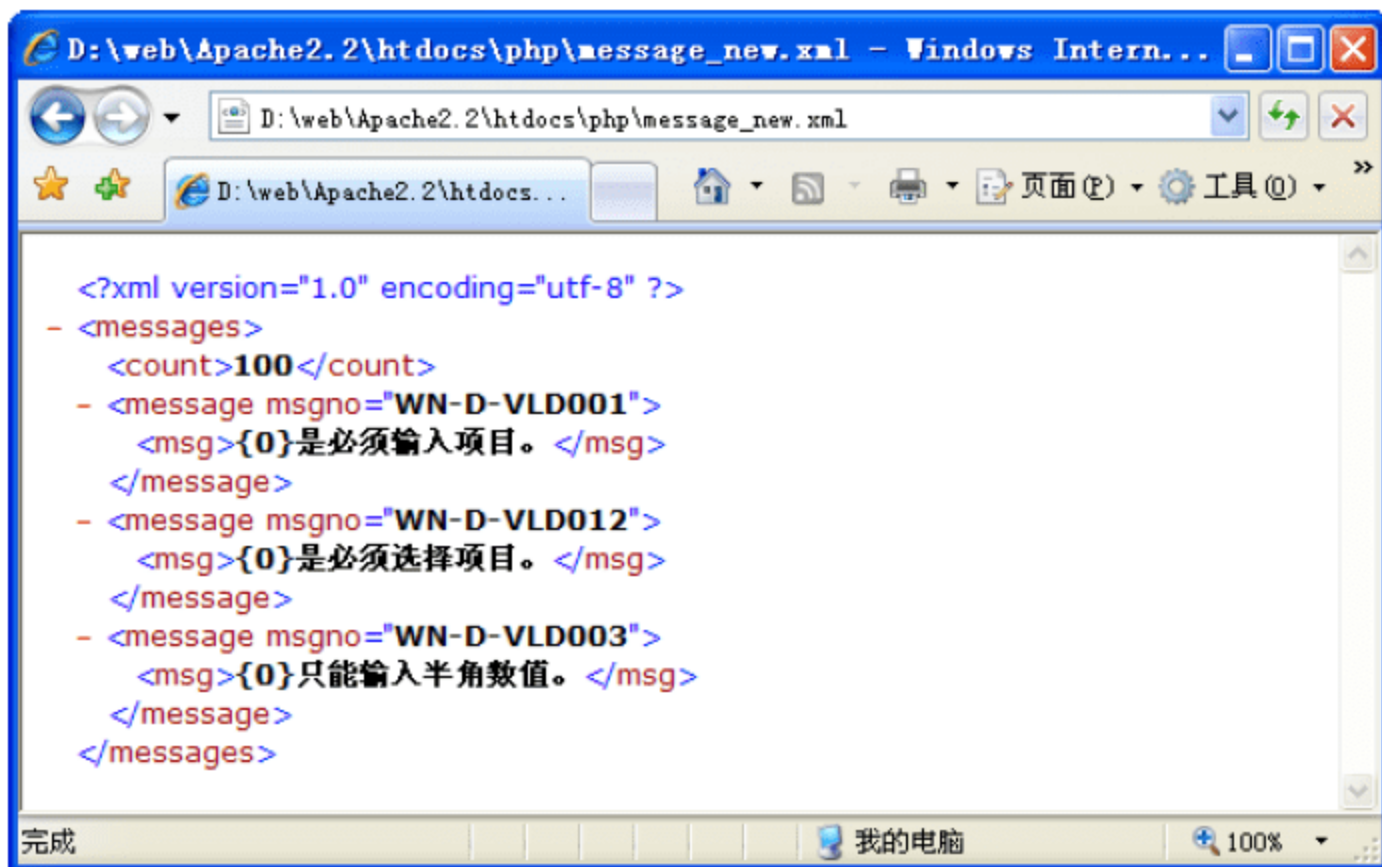 D:\web\Apache2.2\htdocs\php\message_new.xml - Windows Intern...
D:\web\Apache2.2\htdocs\php\message_new.xml
D:\web\Apache2.2\htdocs... 页面(P) 工具(O) »
<?xml version="1.0" encoding="utf-8" ?>
- <messages>
<count>100</count>
- <message msgno="WN-D-VLD001">
<msg>{0}是必须输入项目。</msg>
</message>
- <message msgno="WN-D-VLD012">
<msg>{0}是必须选择项目。</msg>
</message>
- <message msgno="WN-D-VLD003">
<msg>{0}只能输入半角数值。</msg>
</message>
</messages>
完成 我的电脑 100%